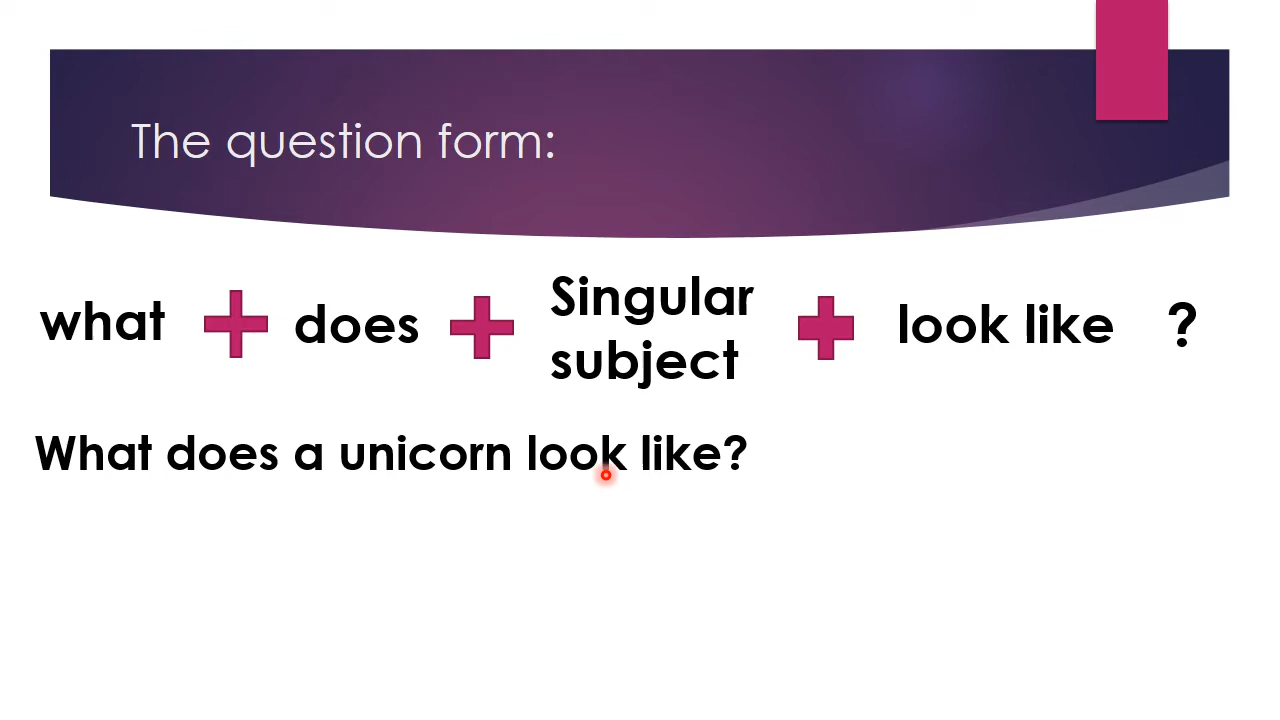 The question form:
what + does + Singular subject + look like ?
What does a unicorn look like?